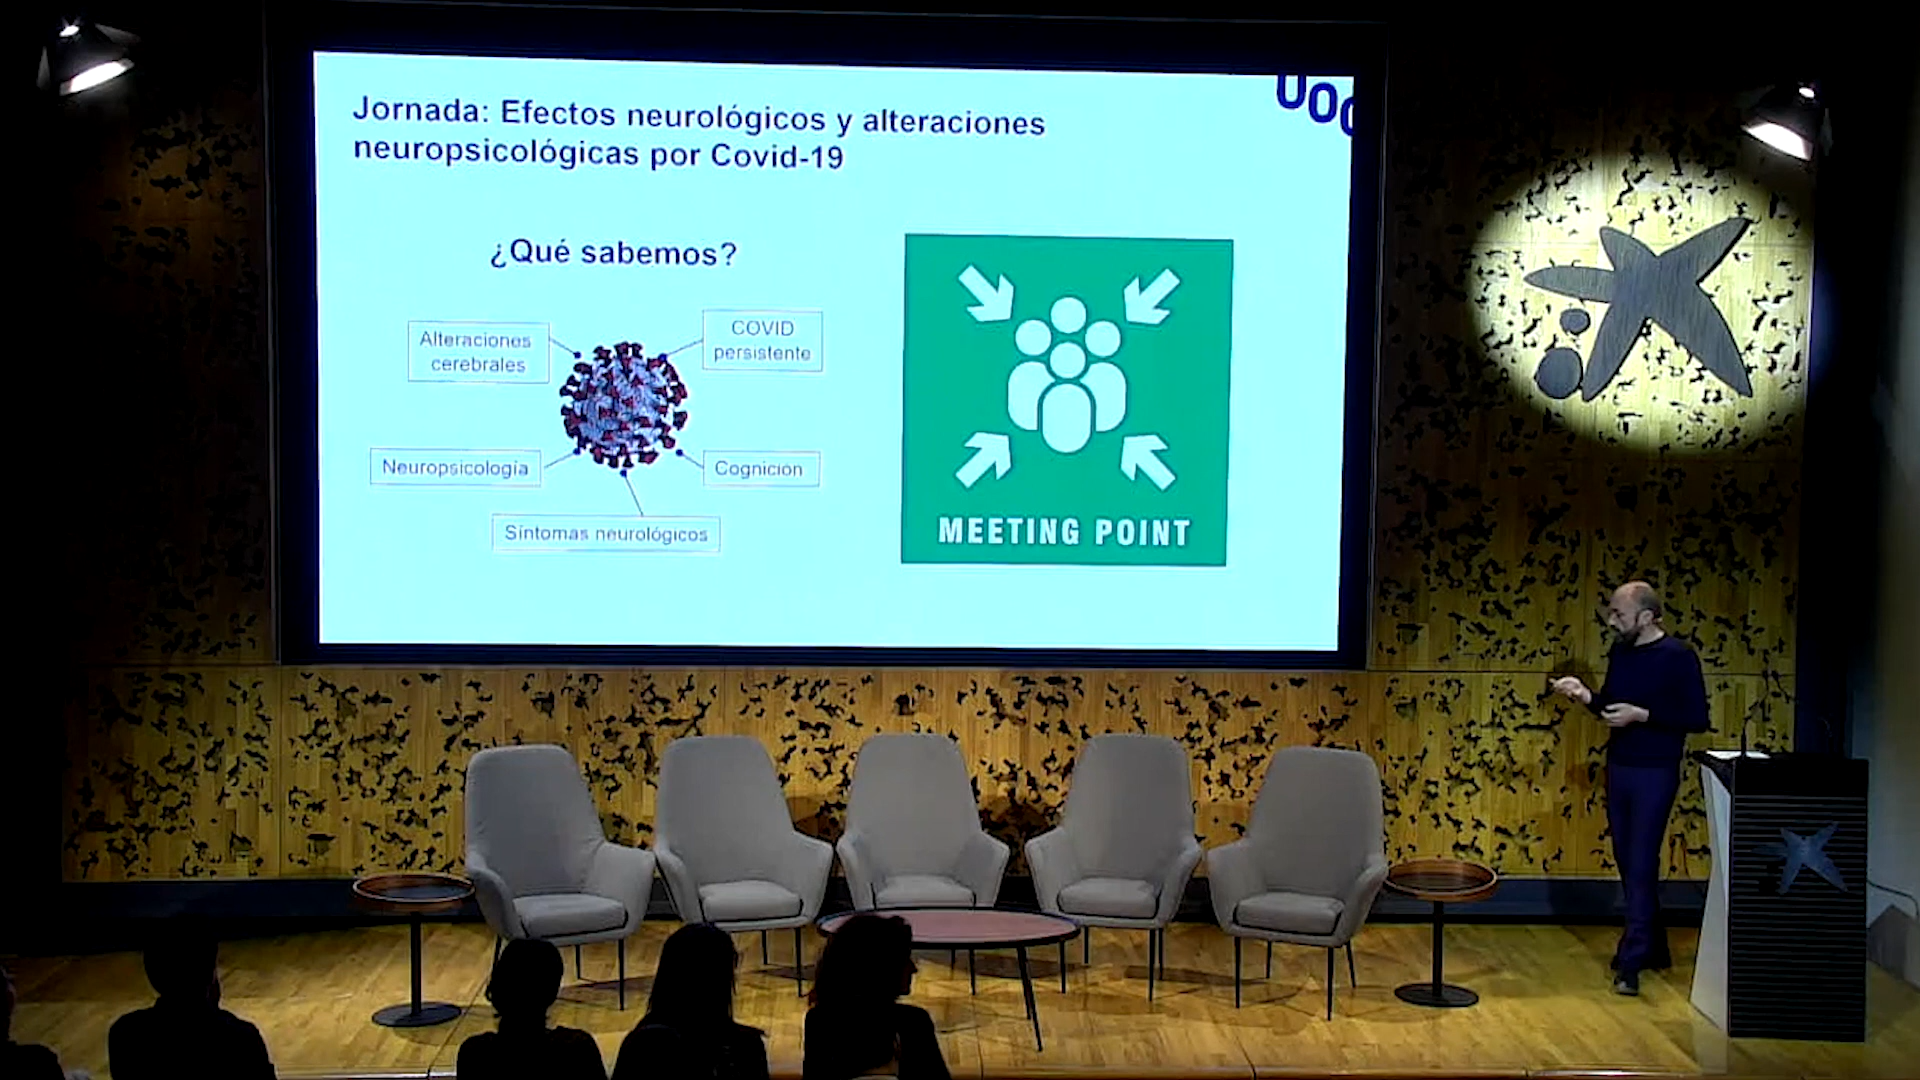 Jornada: Efectos neurológicos y alteraciones
neuropsicológicas por Covid-19
UOC
¿Qué sabemos?
Alteraciones
cerebrales
COVID
persistente
Neuropsicología
Cognición
Síntomas neurológicos
MEETING POINT